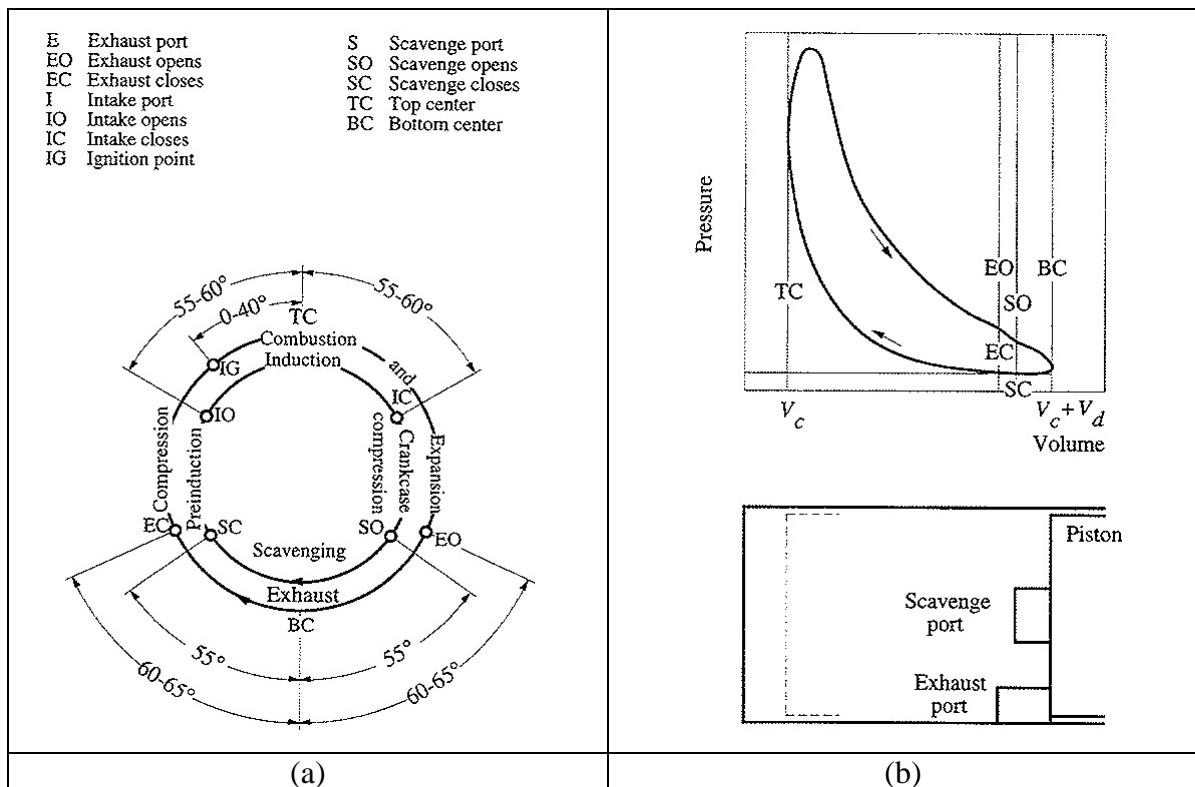 E Exhaust port
EO Exhaust opens
EC Exhaust closes
I Intake port
IO Intake opens
IC Intake closes
IG Ignition point
S Scavenge port
SO Scavenge opens
SC Scavenge closes
TC Top center
BC Bottom center
55-60°
55-60°
0-40°
TC
Combustion
and
Induction
IG
IC
IO
Compression
Preinduction
Crankcase
compression
Expansion
EC
SC
SO
EO
Scavenging
Exhaust
BC
55°
55°
60-65°
60-65°
(a)
Pressure
TC
EO
BC
SO
EC
SC
V_c
V_c + V_d
Volume
Piston
Scavenge
port
Exhaust
port
(b)